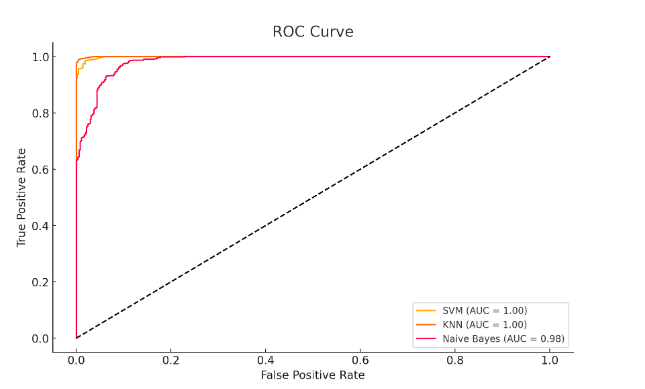 ROC Curve
1.0
0.8
0.6
0.4
0.2
0.0
True Positive Rate
SVM (AUC = 1.00)
KNN (AUC = 1.00)
Naive Bayes (AUC = 0.98)
0.0 0.2 0.4 0.6 0.8 1.0
False Positive Rate